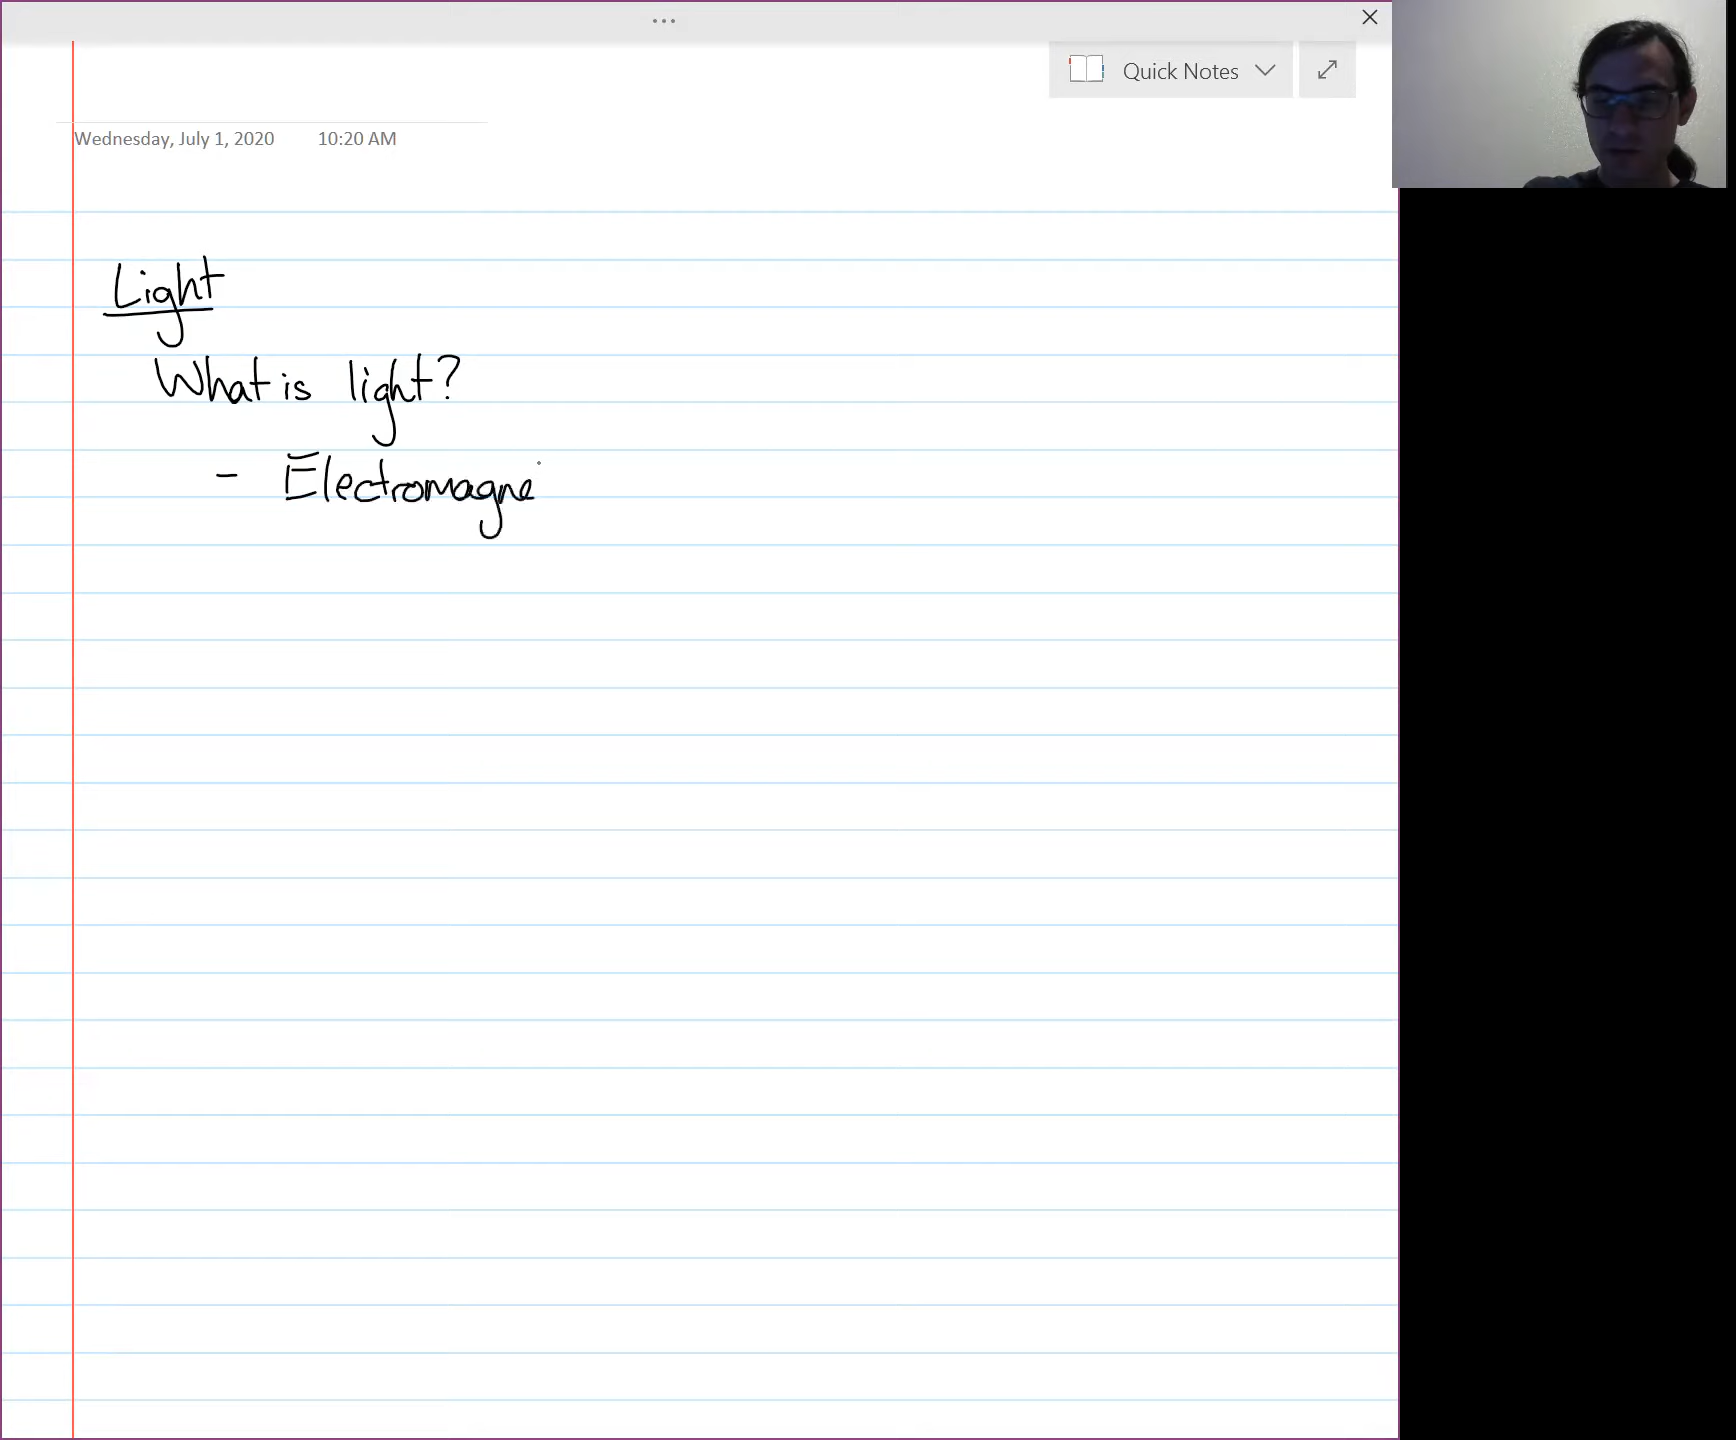 Quick Notes
Wednesday, July 1, 2020 10:20 AM
Light
What is light?
- Electromagne